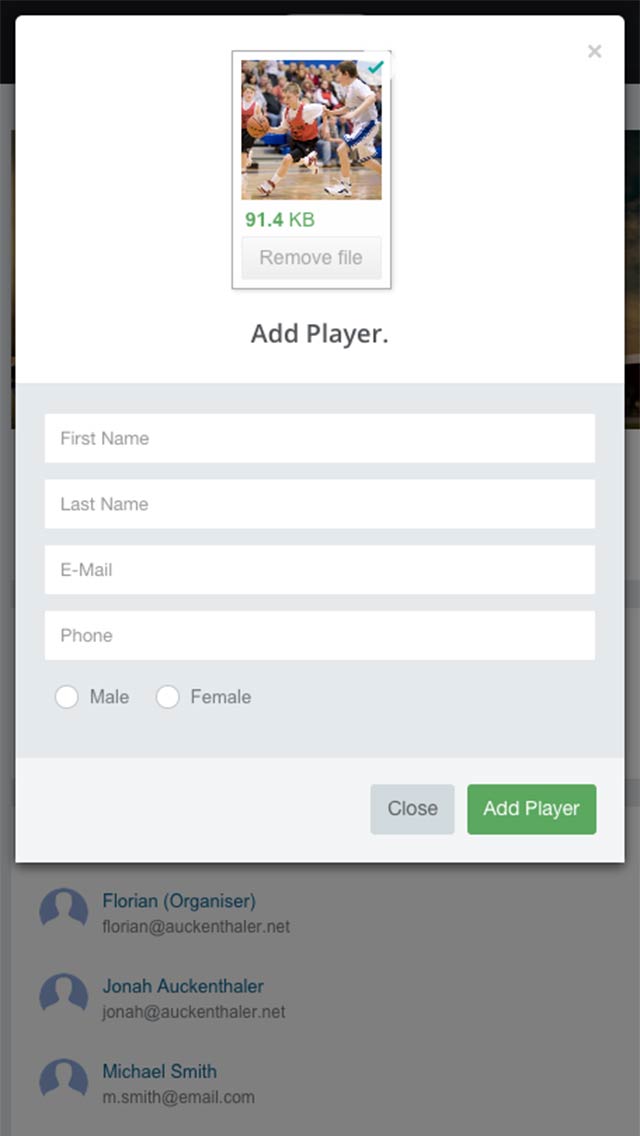 ×
91.4 KB
Remove file
Add Player.
First Name
Last Name
E-Mail
Phone
Male Female
Close Add Player
Florian (Organiser)
florian@auckenthaler.net
Jonah Auckenthaler
jonah@auckenthaler.net
Michael Smith
m.smith@email.com